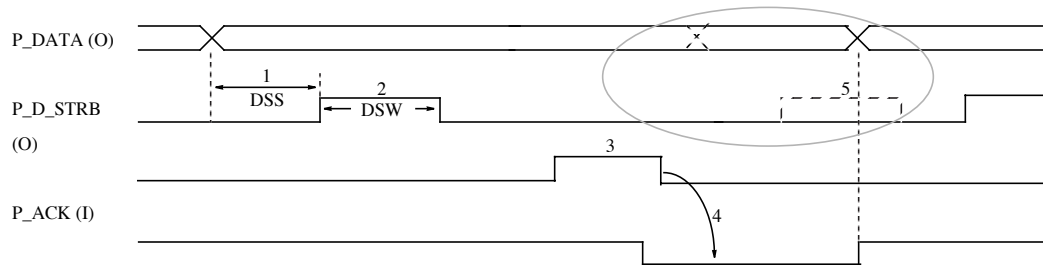 P_DATA (O)
1
DSS
2
DSW
5
P_D_STRB
(O)
3
4
P_ACK (I)